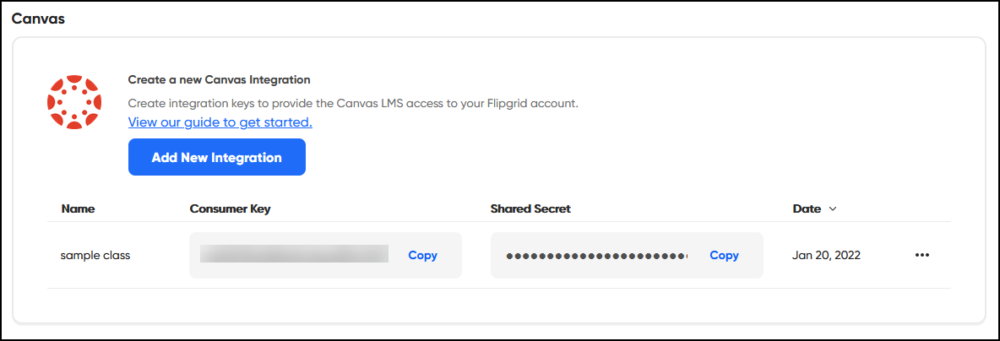 Canvas
Create a new Canvas Integration
Create integration keys to provide the Canvas LMS access to your Flipgrid account.
View our guide to get started.
Add New Integration
Name Consumer Key Shared Secret Date
sample class Copy Copy Jan 20, 2022